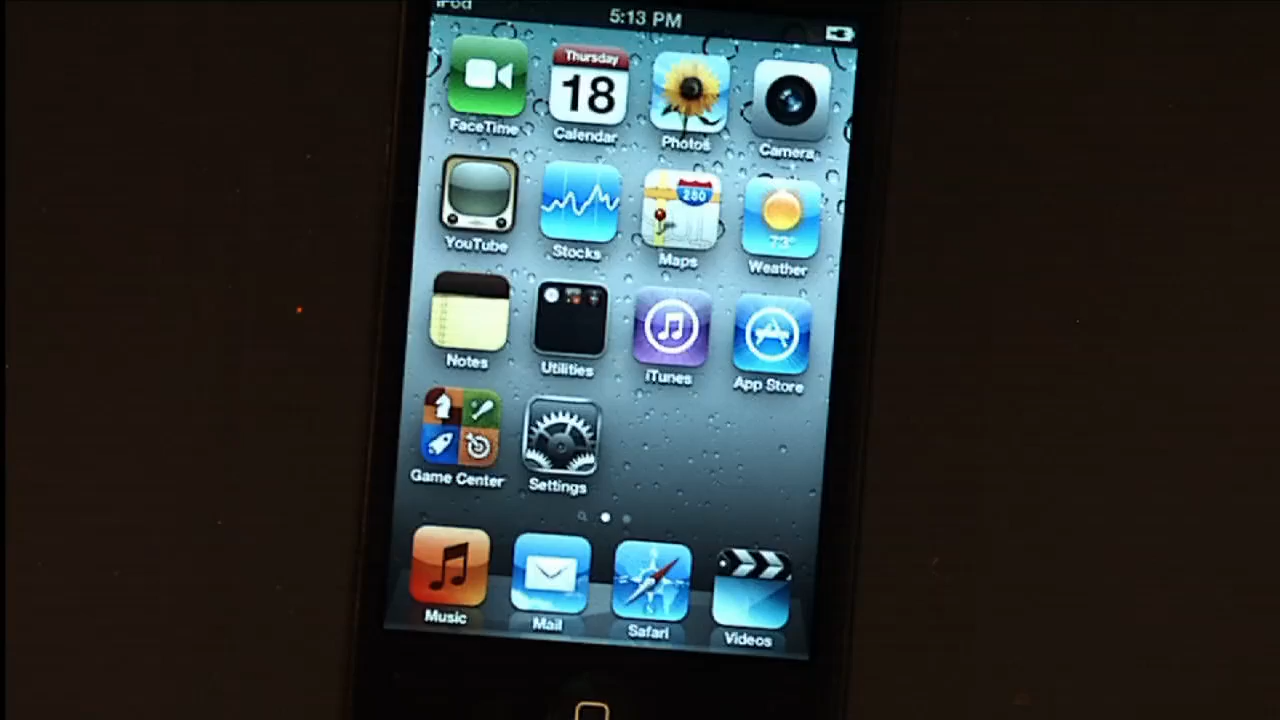 iPod 5:13 PM
Thursday
18
FaceTime Calendar Photos Camera
280
73°
YouTube Stocks Maps Weather
Notes Utilities iTunes App Store
Game Center Settings
Music Mail Safari Videos